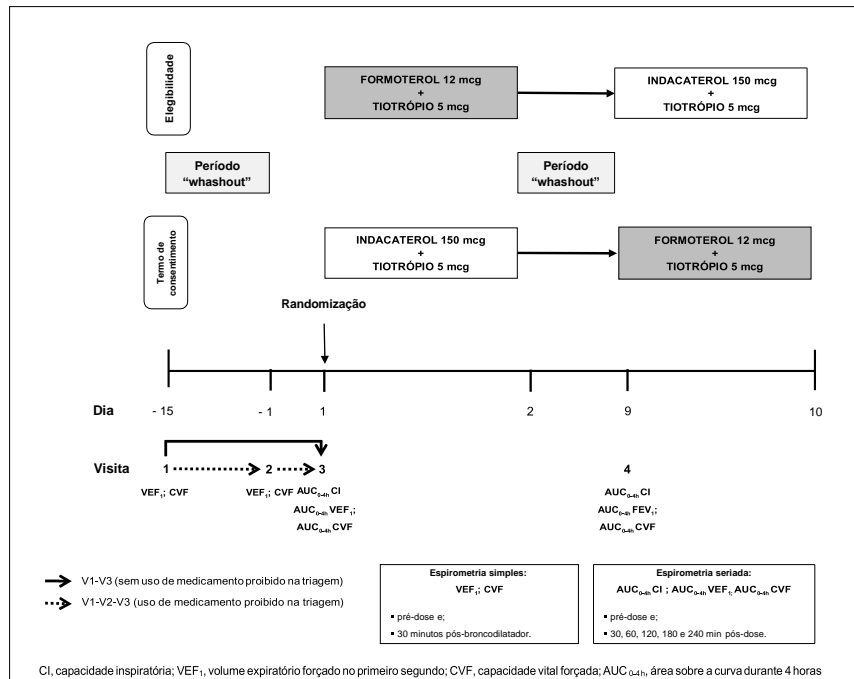 Elegibilidade
FORMOTEROL 12 mcg
+
TIOTRÓPIO 5 mcg
INDACATEROL 150 mcg
+
TIOTRÓPIO 5 mcg
Período
“whashout”
Período
“whashout”
Termo de
consentimento
INDACATEROL 150 mcg
+
TIOTRÓPIO 5 mcg
FORMOTEROL 12 mcg
+
TIOTRÓPIO 5 mcg
Randomização
Dia - 15 - 1 1 2 9 10
Visita 1 2 3 4
VEF₁; CVF VEF₁; CVF AUC₀₋₄ₕ CI
AUC₀₋₄ₕ VEF₁;
AUC₀₋₄ₕ CVF
AUC₀₋₄ₕ CI
AUC₀₋₄ₕ FEV₁;
AUC₀₋₄ₕ CVF
V1-V3 (sem uso de medicamento proibido na triagem)
V1-V2-V3 (uso de medicamento proibido na triagem)
Espirometria simples:
VEF₁; CVF
▪ pré-dose e;
▪ 30 minutos pós-broncodilatador.
Espirometria seriada:
AUC₀₋₄ₕ CI ; AUC₀₋₄ₕ VEF₁; AUC₀₋₄ₕ CVF
▪ pré-dose e;
▪ 30, 60, 120, 180 e 240 min pós-dose.
CI, capacidade inspiratória; VEF₁, volume expiratório forçado no primeiro segundo; CVF, capacidade vital forçada; AUC ₀₋₄ₕ, área sobre a curva durante 4 horas